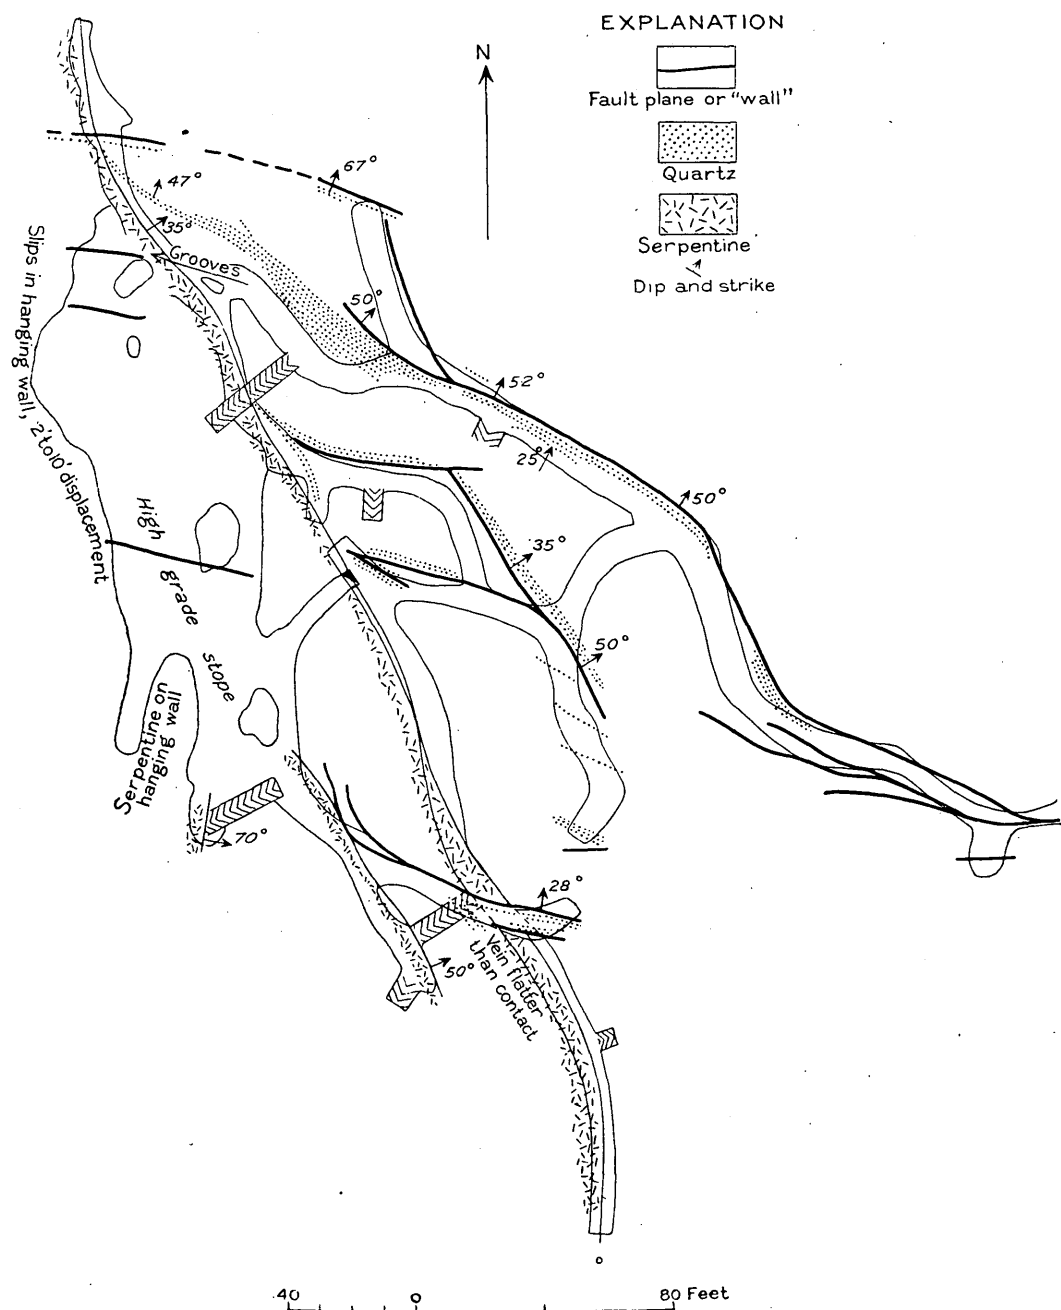 EXPLANATION
Fault plane or "wall"
Quartz
Serpentine
Dip and strike
N
67°
47°
35°
Grooves
50°
Slips in hanging wall, 2' to 10' displacement
52°
25°
50°
High
grade
stope
35°
50°
Serpentine on
hanging wall
70°
28°
50°
Vein flatter
than contact
40 0 80 Feet